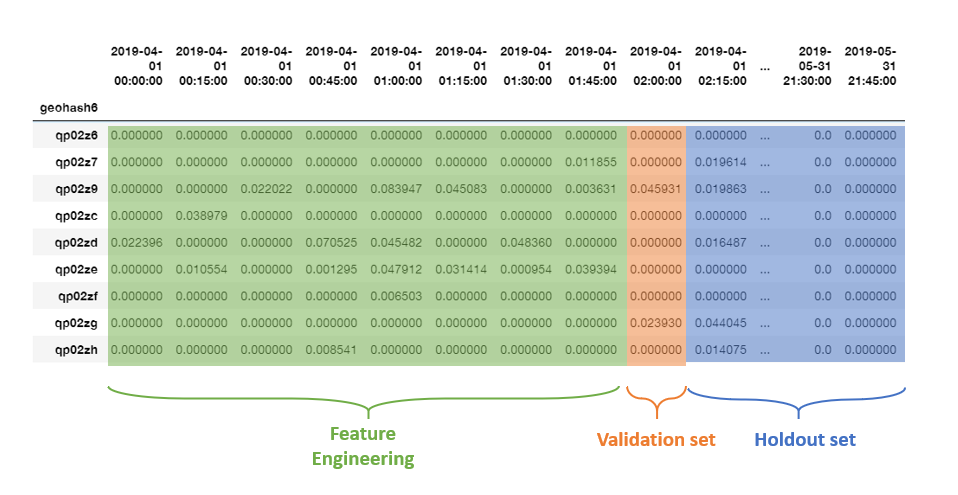 2019-04- 2019-04- 2019-04- 2019-04- 2019-04- 2019-04- 2019-04- 2019-04- 2019-04- 2019-04- 2019- 2019-05-
01 01 01 01 01 01 01 01 01 01 ... 05-31 31
00:00:00 00:15:00 00:30:00 00:45:00 01:00:00 01:15:00 01:30:00 01:45:00 02:00:00 02:15:00 21:30:00 21:45:00
geohash6
qp02z6 0.000000 0.000000 0.000000 0.000000 0.000000 0.000000 0.000000 0.000000 0.000000 0.000000 ... 0.0 0.000000
qp02z7 0.000000 0.000000 0.000000 0.000000 0.000000 0.000000 0.000000 0.011855 0.000000 0.019614 ... 0.0 0.000000
qp02z9 0.000000 0.000000 0.022022 0.000000 0.083947 0.045083 0.000000 0.003631 0.045931 0.019863 ... 0.0 0.000000
qp02zc 0.000000 0.038979 0.000000 0.000000 0.000000 0.000000 0.000000 0.000000 0.000000 0.000000 ... 0.0 0.000000
qp02zd 0.022396 0.000000 0.000000 0.070525 0.045482 0.000000 0.048360 0.000000 0.000000 0.016487 ... 0.0 0.000000
qp02ze 0.000000 0.010554 0.000000 0.001295 0.047912 0.031414 0.000954 0.039394 0.000000 0.000000 ... 0.0 0.000000
qp02zf 0.000000 0.000000 0.000000 0.000000 0.006503 0.000000 0.000000 0.000000 0.000000 0.000000 ... 0.0 0.000000
qp02zg 0.000000 0.000000 0.000000 0.000000 0.000000 0.000000 0.000000 0.000000 0.023930 0.044045 ... 0.0 0.000000
qp02zh 0.000000 0.000000 0.000000 0.008541 0.000000 0.000000 0.000000 0.000000 0.000000 0.014075 ... 0.0 0.000000
Feature
Engineering
Validation set
Holdout set